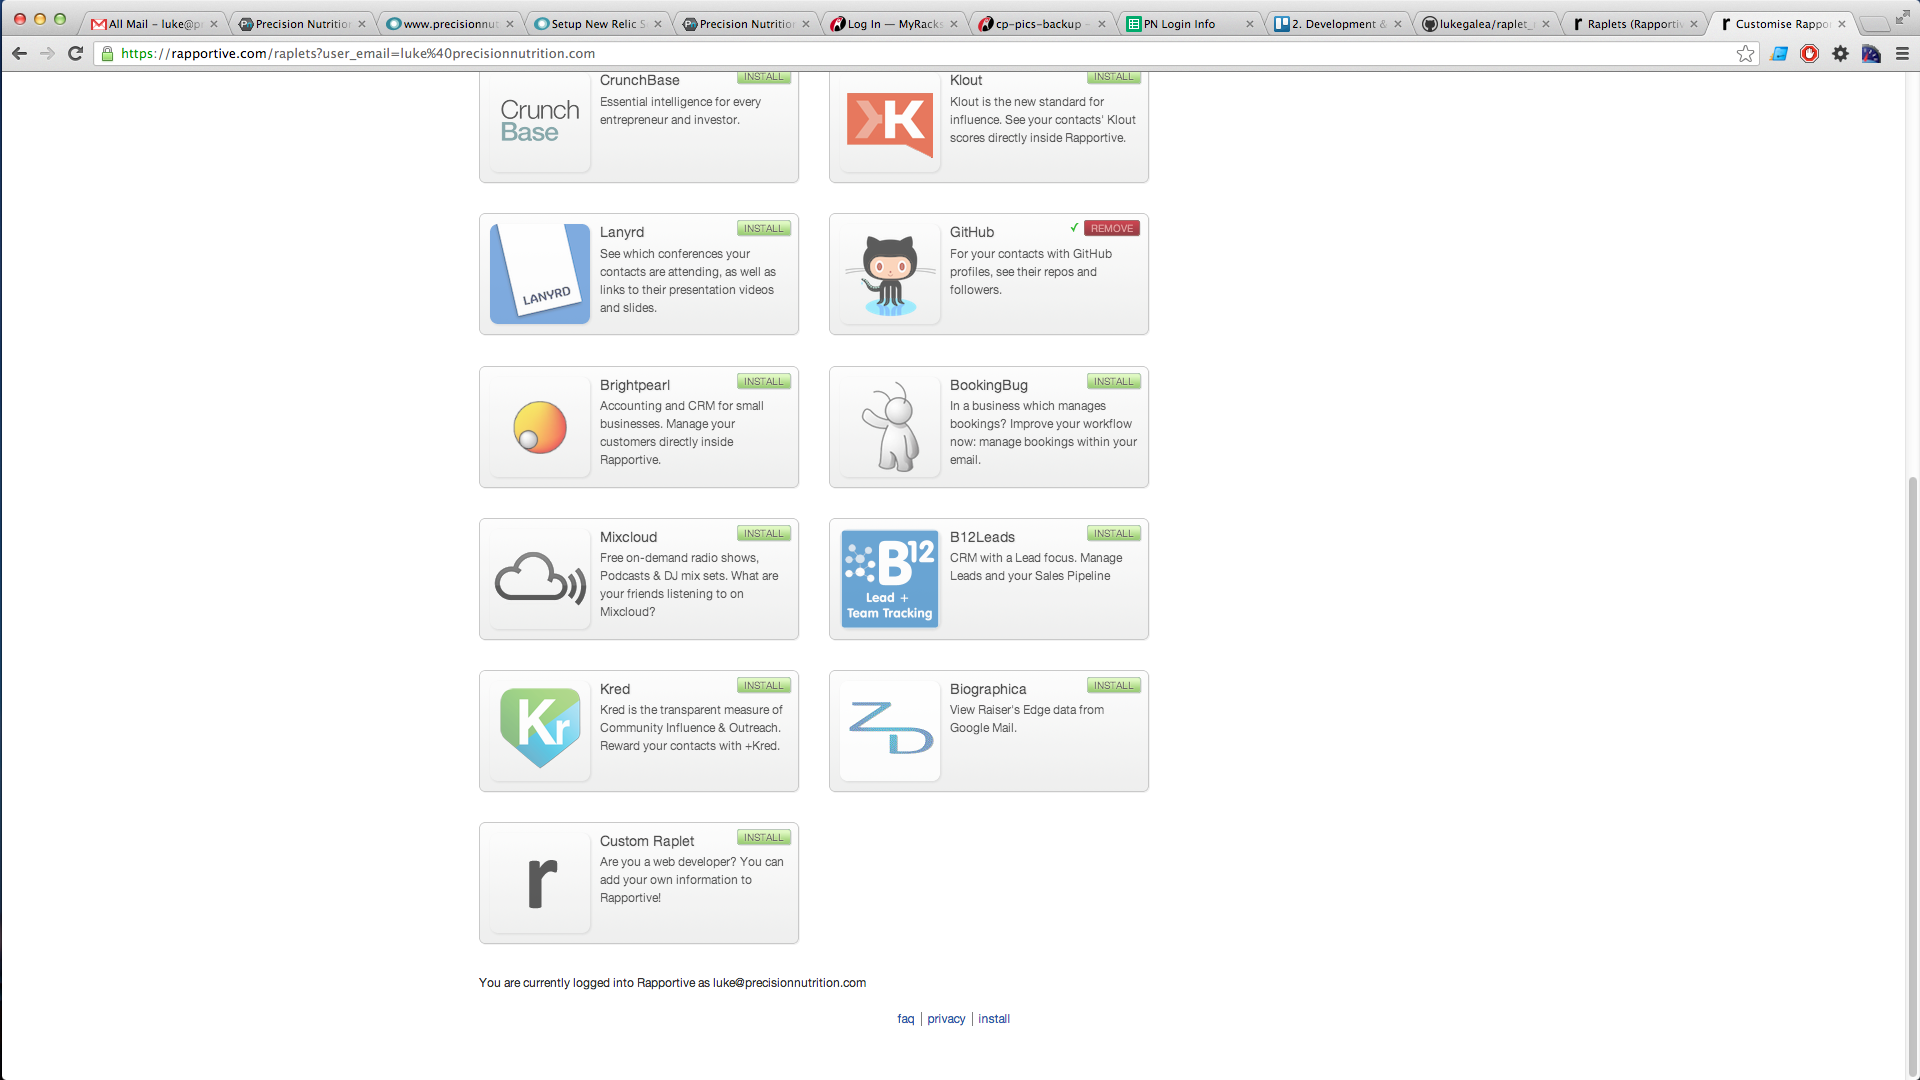 All Mail – luke@p
Precision Nutrition
www.precisionnut
Setup New Relic S
Precision Nutrition
Log In — MyRacks
cp-pics-backup –
PN Login Info
2. Development &
lukegalea/raplet_
Raplets (Rapportiv
Customise Rappor
https://rapportive.com/raplets?user_email=luke%40precisionnutrition.com
Crunch
Base
CrunchBase
INSTALL
Essential intelligence for every
entrepreneur and investor.
K
Klout
INSTALL
Klout is the new standard for
influence. See your contacts' Klout
scores directly inside Rapportive.
LANYRD
Lanyrd
INSTALL
See which conferences your
contacts are attending, as well as
links to their presentation videos
and slides.
GitHub
✓ REMOVE
For your contacts with GitHub
profiles, see their repos and
followers.
Brightpearl
INSTALL
Accounting and CRM for small
businesses. Manage your
customers directly inside
Rapportive.
BookingBug
INSTALL
In a business which manages
bookings? Improve your workflow
now: manage bookings within your
email.
Mixcloud
INSTALL
Free on-demand radio shows,
Podcasts & DJ mix sets. What are
your friends listening to on
Mixcloud?
B12
Lead +
Team Tracking
B12Leads
INSTALL
CRM with a Lead focus. Manage
Leads and your Sales Pipeline
Kr
Kred
INSTALL
Kred is the transparent measure of
Community Influence & Outreach.
Reward your contacts with +Kred.
ZD
Biographica
INSTALL
View Raiser's Edge data from
Google Mail.
r
Custom Raplet
INSTALL
Are you a web developer? You can
add your own information to
Rapportive!
You are currently logged into Rapportive as luke@precisionnutrition.com
faq | privacy | install